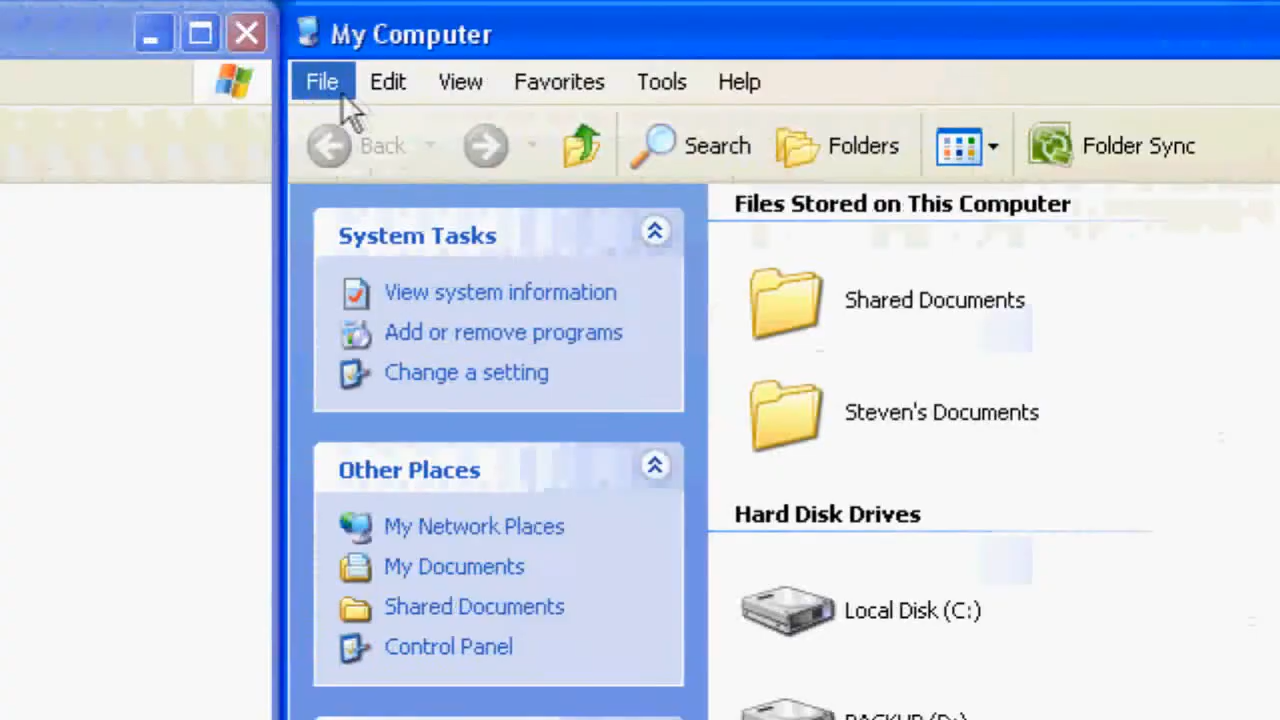 My Computer
File Edit View Favorites Tools Help
Back Search Folders Folder Sync
Files Stored on This Computer
System Tasks
View system information
Shared Documents
Add or remove programs
Change a setting
Steven's Documents
Other Places
Hard Disk Drives
My Network Places
My Documents
Shared Documents
Local Disk (C:)
Control Panel
BACKUP (D:)